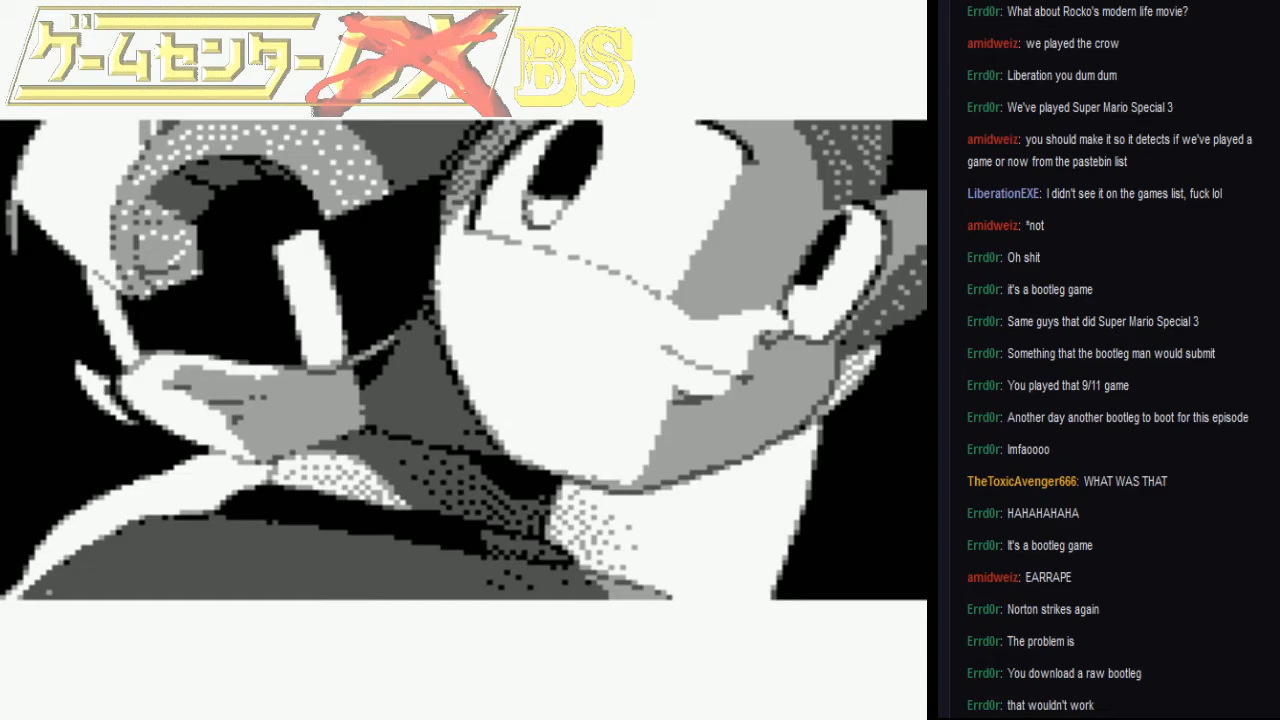 ゲームセンターDX BS
Errd0r: What about Rocko's modern life movie?
amidweiz: we played the crow
Errd0r: Liberation you dum dum
Errd0r: We've played Super Mario Special 3
amidweiz: you should make it so it detects if we've played a
game or now from the pastebin list
LiberationEXE: I didn't see it on the games list, fuck lol
amidweiz: *not
Errd0r: Oh shit
Errd0r: it's a bootleg game
Errd0r: Same guys that did Super Mario Special 3
Errd0r: Something that the bootleg man would submit
Errd0r: You played that 9/11 game
Errd0r: Another day another bootleg to boot for this episode
Errd0r: lmfaoooo
TheToxicAvenger666: WHAT WAS THAT
Errd0r: HAHAHAHAHA
Errd0r: It's a bootleg game
amidweiz: EARRAPE
Errd0r: Norton strikes again
Errd0r: The problem is
Errd0r: You download a raw bootleg
Errd0r: that wouldn't work